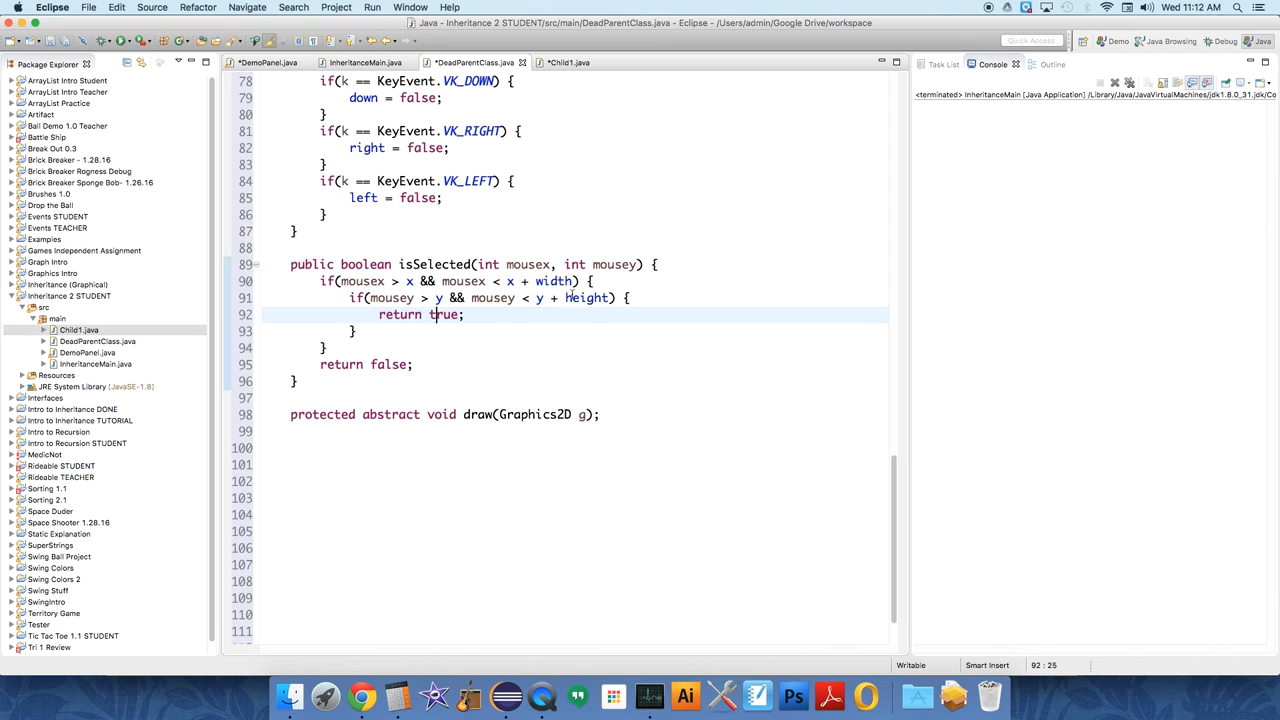 Eclipse File Edit Source Refactor Navigate Search Project Run Window Help Wed 11:12 AM
Java - Inheritance 2 STUDENT/src/main/DeadParentClass.java - Eclipse - /Users/admin/Google Drive/workspace
Quick Access Demo Java Browsing Debug Java
Package Explorer
ArrayList Intro Student
ArrayList Intro Teacher
ArrayList Practice
Artifact
Ball Demo 1.0 Teacher
Battle Ship
Break Out 0.3
Brick Breaker - 1.28.16
Brick Breaker Rogness Debug
Brick Breaker Sponge Bob- 1.26.16
Brushes 1.0
Drop the Ball
Events STUDENT
Events TEACHER
Examples
Games Independent Assignment
Graph Intro
Graphics Intro
Inheritance (Graphical)
Inheritance 2 STUDENT
src
main
Child1.java
DeadParentClass.java
DemoPanel.java
InheritanceMain.java
Resources
JRE System Library [JavaSE-1.8]
Interfaces
Intro to Inheritance DONE
Intro to Inheritance TUTORIAL
Intro to Recursion
Intro to Recursion STUDENT
MedicNot
Rideable STUDENT
Rideable TEACHER
Sorting 1.1
Sorting 2.1
Space Duder
Space Shooter 1.28.16
Static Explanation
SuperStrings
Swing Ball Project
Swing Colors 2
Swing Stuff
SwingIntro
Territory Game
Tester
Tic Tac Toe 1.1 STUDENT
Tri 1 Review
*DemoPanel.java InheritanceMain.java *DeadParentClass.java *Child1.java
78 if(k == KeyEvent.VK_DOWN) {
79 down = false;
80 }
81 if(k == KeyEvent.VK_RIGHT) {
82 right = false;
83 }
84 if(k == KeyEvent.VK_LEFT) {
85 left = false;
86 }
87 }
88
89 public boolean isSelected(int mousex, int mousey) {
90 if(mousex > x && mousex < x + width) {
91 if(mousey > y && mousey < y + height) {
92 return true;
93 }
94 }
95 return false;
96 }
97
98 protected abstract void draw(Graphics2D g);
99
100
101
102
103
104
105
106
107
108
109
110
111
Task List Console Outline
<terminated> InheritanceMain [Java Application] /Library/Java/JavaVirtualMachines/jdk1.8.0_31.jdk/Co
Writable Smart Insert 92 : 25
Ai Ps